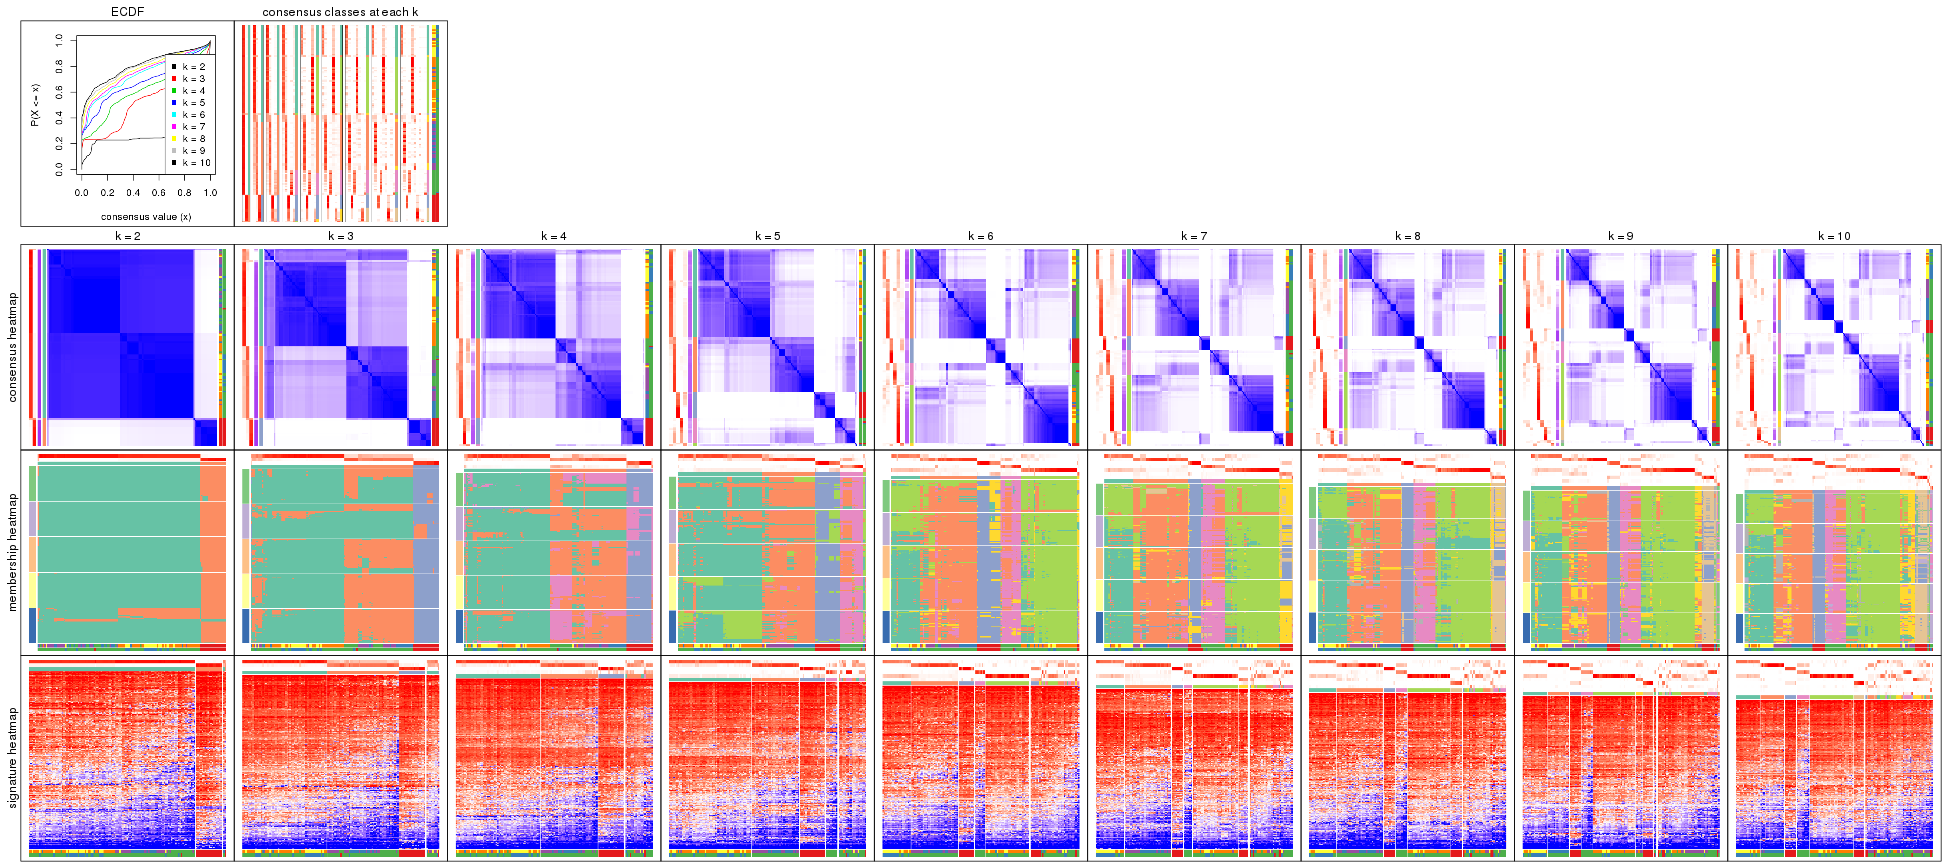 ECDF
consensus classes at each k
P(X <= x)
0.0 0.2 0.4 0.6 0.8 1.0
k = 2
k = 3
k = 4
k = 5
k = 6
k = 7
k = 8
k = 9
k = 10
0.0 0.2 0.4 0.6 0.8 1.0
consensus value (x)
k = 2 k = 3 k = 4 k = 5 k = 6 k = 7 k = 8 k = 9 k = 10
consensus heatmap
membership heatmap
signature heatmap